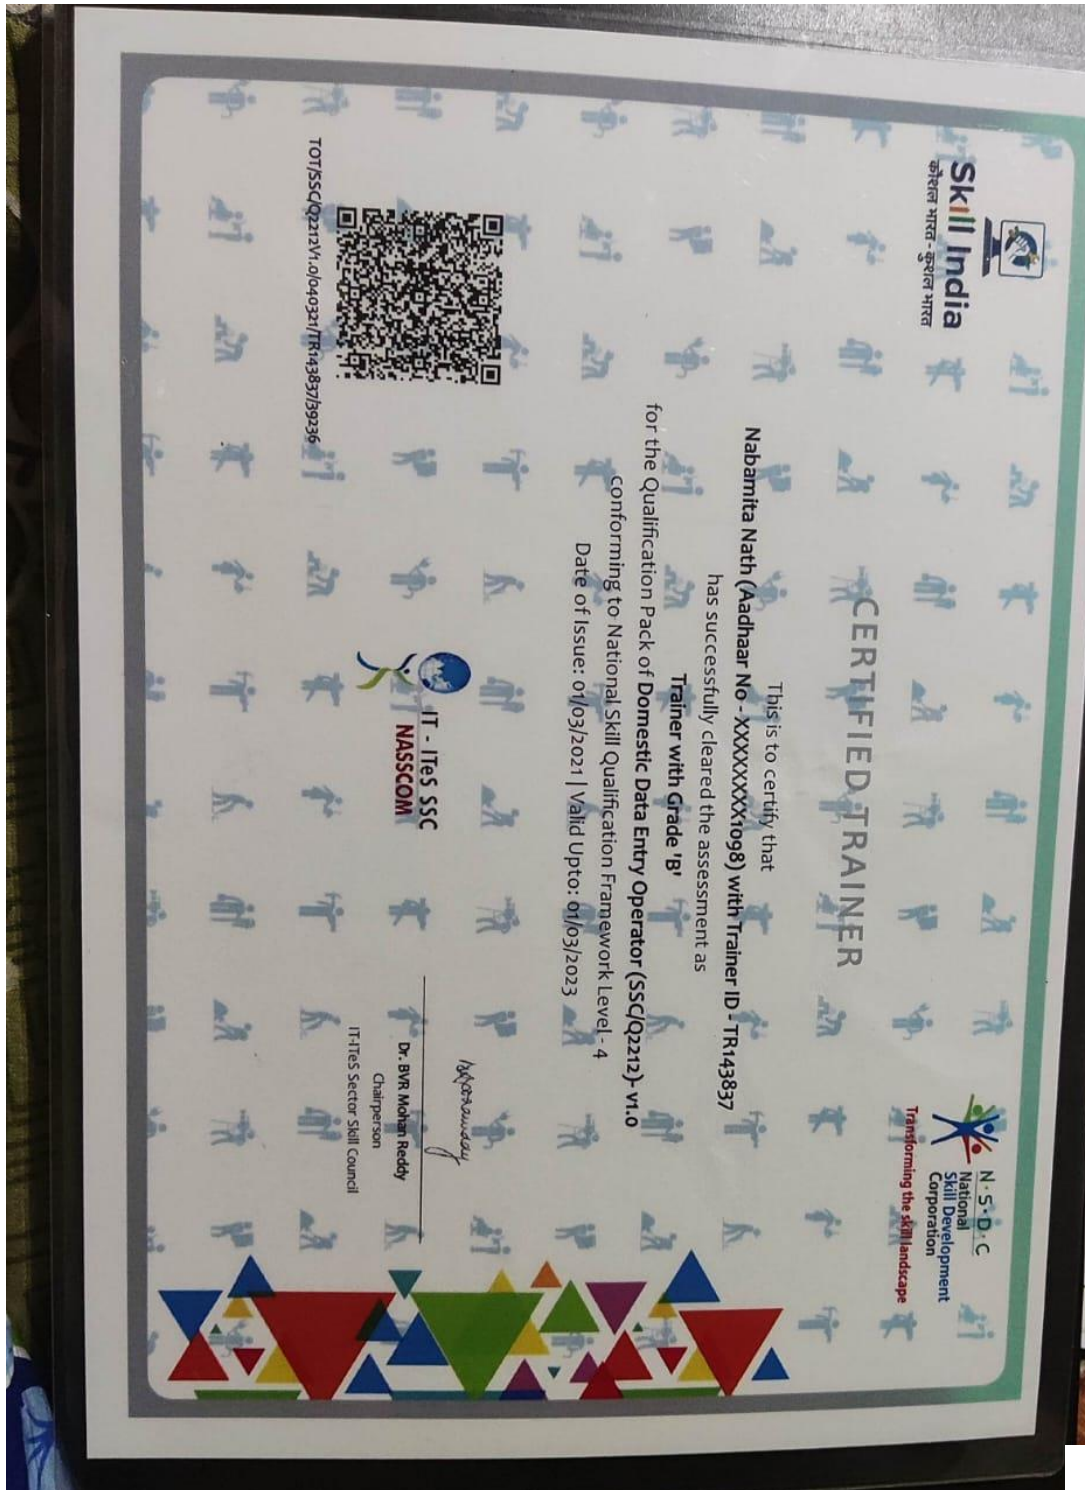 Skill India
कौशल भारत - कुशल भारत
N·S·D·C
National
Skill Development
Corporation
Transforming the skill landscape
CERTIFIED TRAINER
This is to certify that
Nabamita Nath (Aadhaar No - XXXXXXXX1098) with Trainer ID - TR143837
has successfully cleared the assessment as
Trainer with Grade 'B'
for the Qualification Pack of Domestic Data Entry Operator (SSC/Q2212)- v1.0
conforming to National Skill Qualification Framework Level - 4
Date of Issue: 01/03/2021 | Valid Upto: 01/03/2023
TOT/SSC/Q2212V1.0/040321/TR143837/39236
IT - ITeS SSC
NASSCOM
Dr. BVR Mohan Reddy
Chairperson
IT-ITeS Sector Skill Council